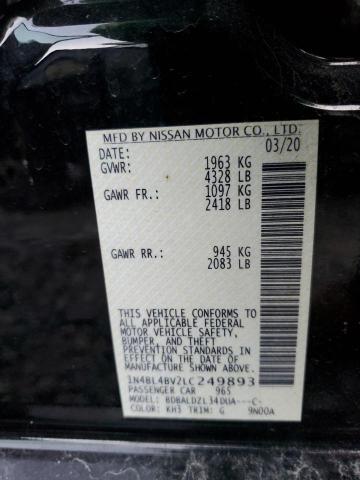 MFD BY NISSAN MOTOR CO., LTD.
DATE: 03/20
GVWR: 1963 KG
4328 LB
GAWR FR.: 1097 KG
2418 LB
GAWR RR.: 945 KG
2083 LB
THIS VEHICLE CONFORMS TO
ALL APPLICABLE FEDERAL
MOTOR VEHICLE SAFETY,
BUMPER, AND THEFT
PREVENTION STANDARDS IN
EFFECT ON THE DATE OF
MANUFACTURE SHOWN ABOVE.
1N4BL4BV2LC249893
PASSENGER CAR 965
MODEL: BDBALDZL34DUA---C-
COLOR: KH3 TRIM: G 9N00A